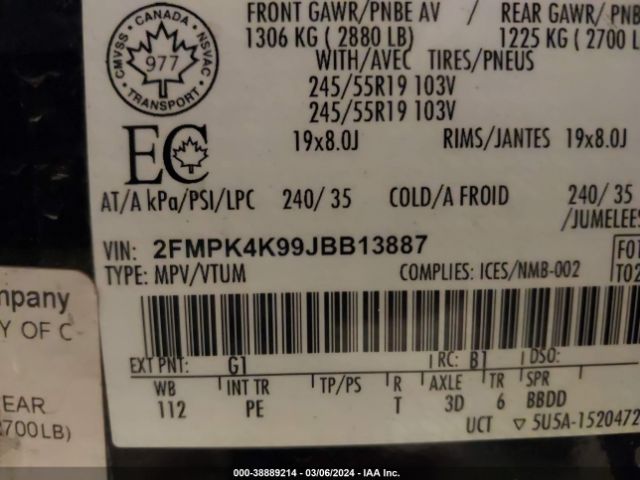 CMVSS · CANADA · NSVAC
977
TRANSPORT
EC
FRONT GAWR/PNBE AV / REAR GAWR/ PNB
1306 KG ( 2880 LB) 1225 KG ( 2700 L
WITH/AVEC TIRES/PNEUS
245/55R19 103V
245/55R19 103V
19x8.0J RIMS/JANTES 19x8.0J
AT/A kPa/PSI/LPC 240/ 35 COLD/A FROID 240/ 35
/JUMELEES
VIN: 2FMPK4K99JBB13887
F01
TYPE: MPV/VTUM COMPLIES: ICES/NMB-002 T02
mpany
Y OF C
EXT PNT: G1 RC: B1 DSO:
WB INT TR TP/PS R AXLE TR SPR
112 PE T 3D 6 BBDD
EAR
700LB)
UCT ▽ 5U5A-1520472
000-38889214 - 03/06/2024 - IAA Inc.